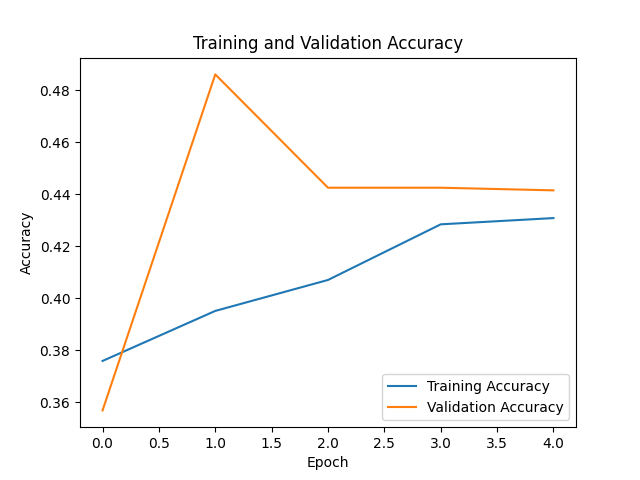 Training and Validation Accuracy
0.48
0.46
0.44
0.42
0.40
0.38
0.36
Accuracy
Training Accuracy
Validation Accuracy
0.0 0.5 1.0 1.5 2.0 2.5 3.0 3.5 4.0
Epoch